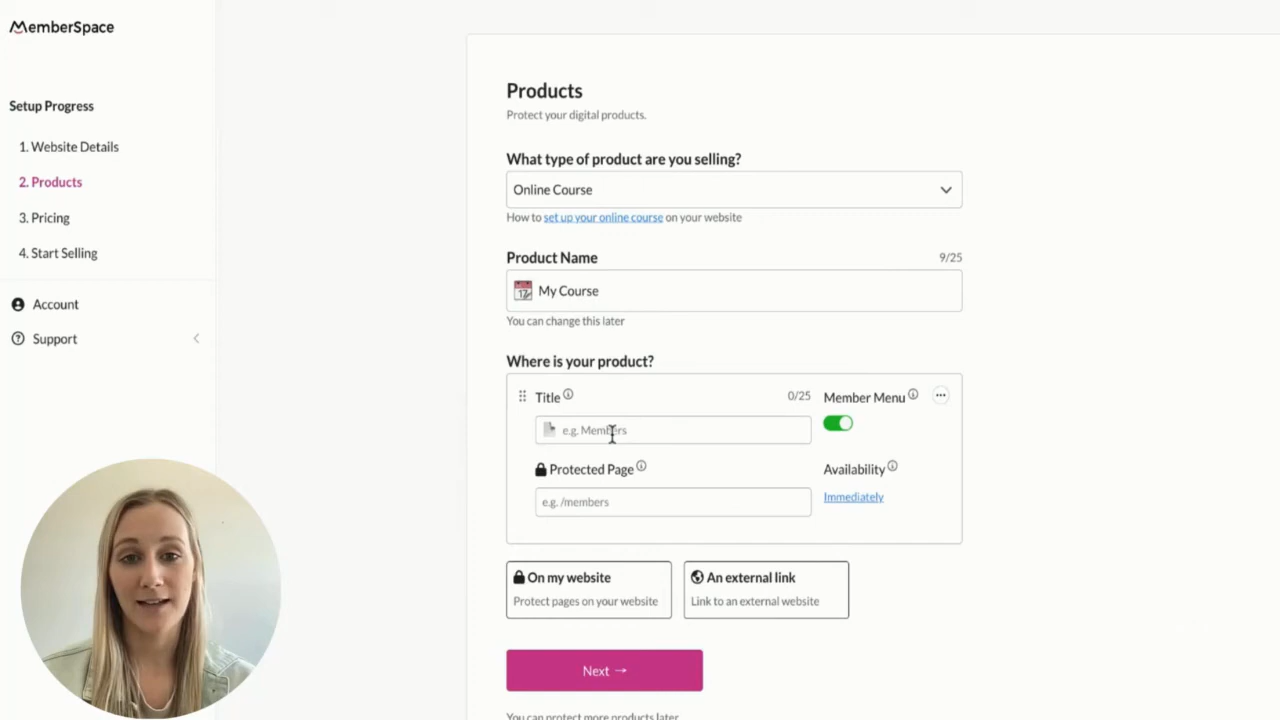 MemberSpace
Setup Progress
1. Website Details
2. Products
3. Pricing
4. Start Selling
Account
Support
Products
Protect your digital products.
What type of product are you selling?
Online Course
How to set up your online course on your website
Product Name
9/25
My Course
You can change this later
Where is your product?
Title
0/25
Member Menu
e.g. Members
Protected Page
Availability
e.g. /members
Immediately
On my website
Protect pages on your website
An external link
Link to an external website
Next →
You can protect more products later